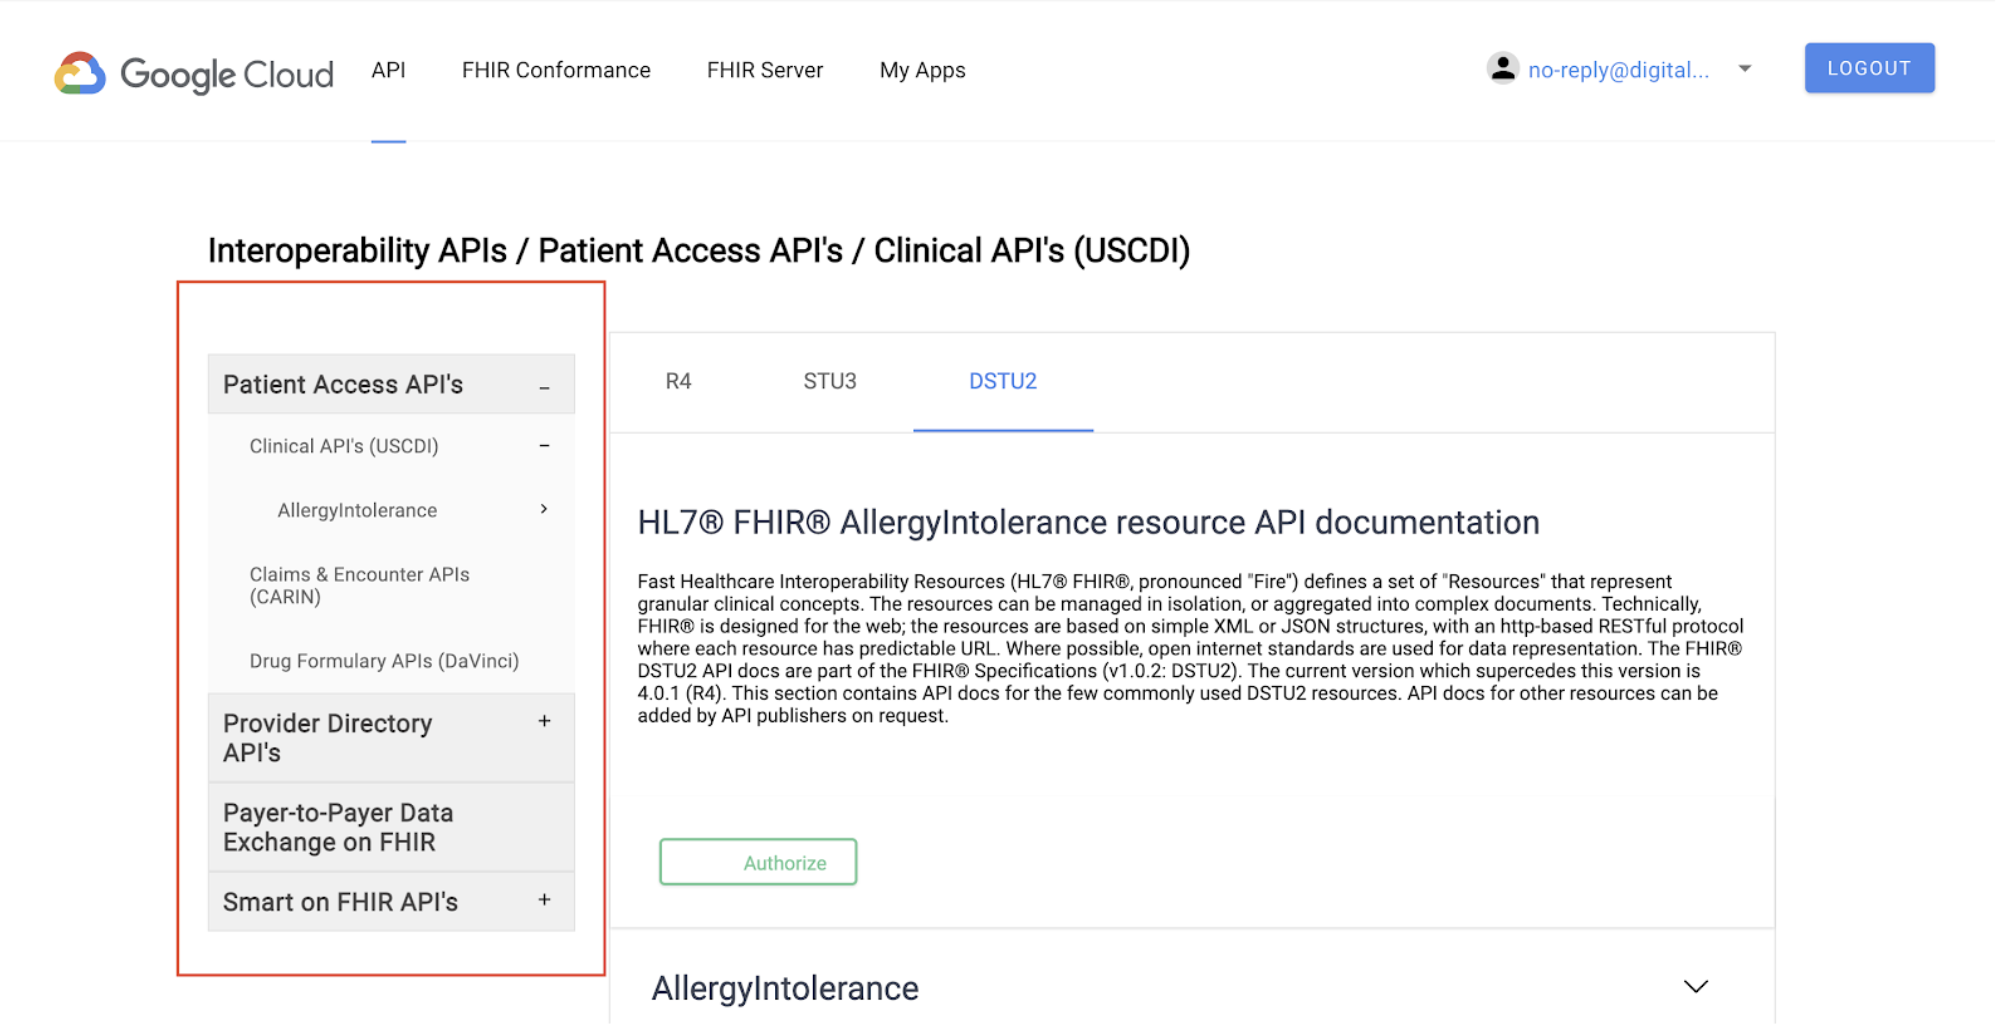 Google Cloud
API
FHIR Conformance
FHIR Server
My Apps
no-reply@digital...
LOGOUT
Interoperability APIs / Patient Access API's / Clinical API's (USCDI)
Patient Access API's
Clinical API's (USCDI)
AllergyIntolerance
Claims & Encounter APIs
(CARIN)
Drug Formulary APIs (DaVinci)
Provider Directory
API's
Payer-to-Payer Data
Exchange on FHIR
Smart on FHIR API's
R4
STU3
DSTU2
HL7® FHIR® AllergyIntolerance resource API documentation
Fast Healthcare Interoperability Resources (HL7® FHIR®, pronounced "Fire") defines a set of "Resources" that represent
granular clinical concepts. The resources can be managed in isolation, or aggregated into complex documents. Technically,
FHIR® is designed for the web; the resources are based on simple XML or JSON structures, with an http-based RESTful protocol
where each resource has predictable URL. Where possible, open internet standards are used for data representation. The FHIR®
DSTU2 API docs are part of the FHIR® Specifications (v1.0.2: DSTU2). The current version which supercedes this version is
4.0.1 (R4). This section contains API docs for the few commonly used DSTU2 resources. API docs for other resources can be
added by API publishers on request.
Authorize
AllergyIntolerance